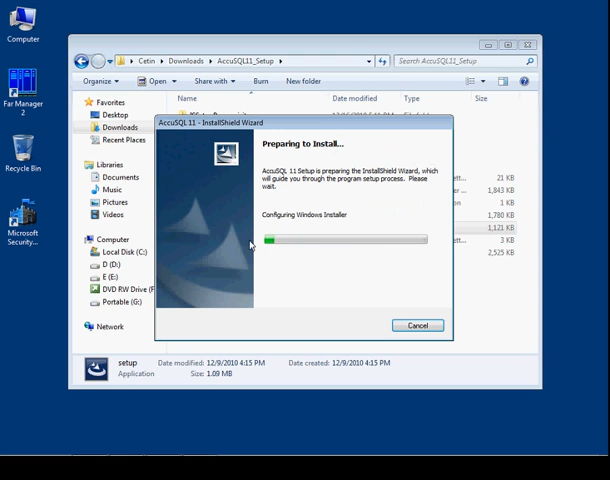 Computer
Far Manager
2
Recycle Bin
Microsoft
Security...
Cetin
Downloads
AccuSQL11_Setup
Search AccuSQL11_Setup
Organize
Open
Share with
Burn
New folder
Favorites
Desktop
Downloads
Recent Places
Libraries
Documents
Music
Pictures
Videos
Computer
Local Disk (C:)
D (D:)
E (E:)
DVD RW Drive (F
Portable (G:)
Network
Name
Date modified
Type
Size
21 KB
1,843 KB
1 KB
1,780 KB
1,121 KB
3 KB
2,525 KB
AccuSQL 11 - InstallShield Wizard
Preparing to Install...
AccuSQL 11 Setup is preparing the InstallShield Wizard, which
will guide you through the program setup process. Please
wait.
Configuring Windows Installer
Cancel
setup
Date modified: 12/9/2010 4:15 PM
Date created: 12/9/2010 4:15 PM
Application
Size: 1.09 MB